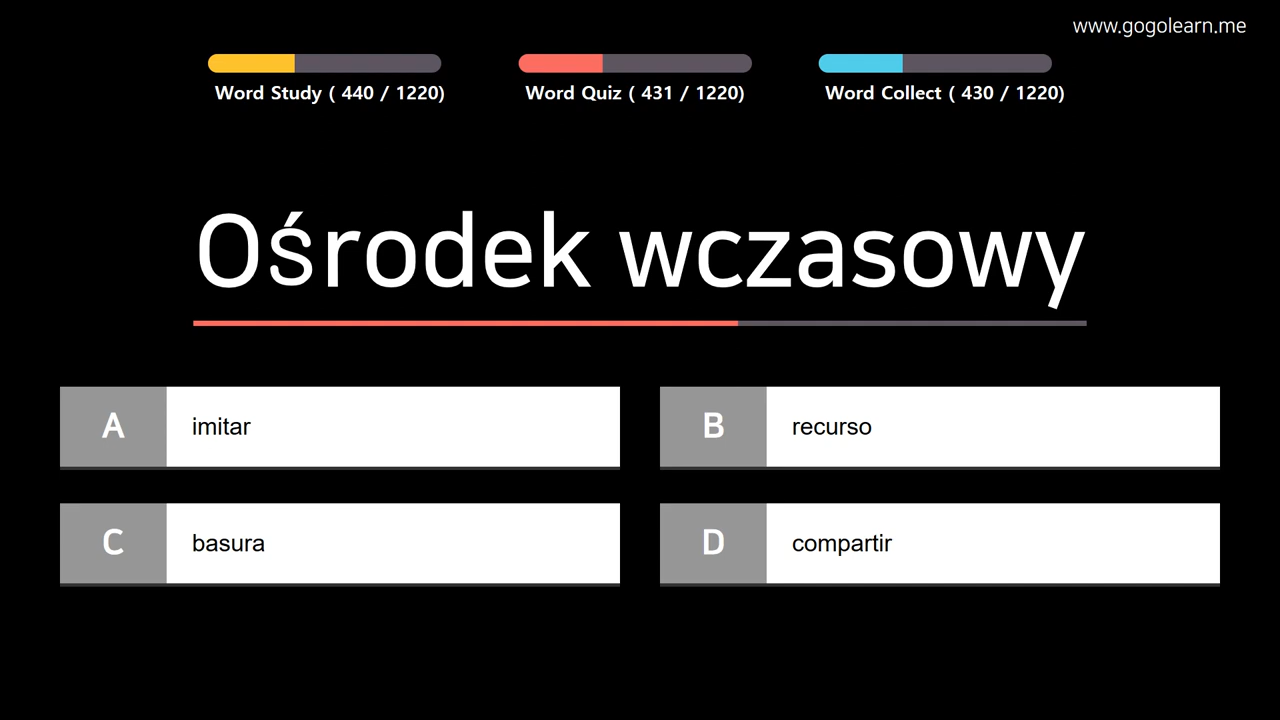 www.gogolearn.me
Word Study ( 440 / 1220)
Word Quiz ( 431 / 1220)
Word Collect ( 430 / 1220)
Ośrodek wczasowy
A
imitar
B
recurso
C
basura
D
compartir